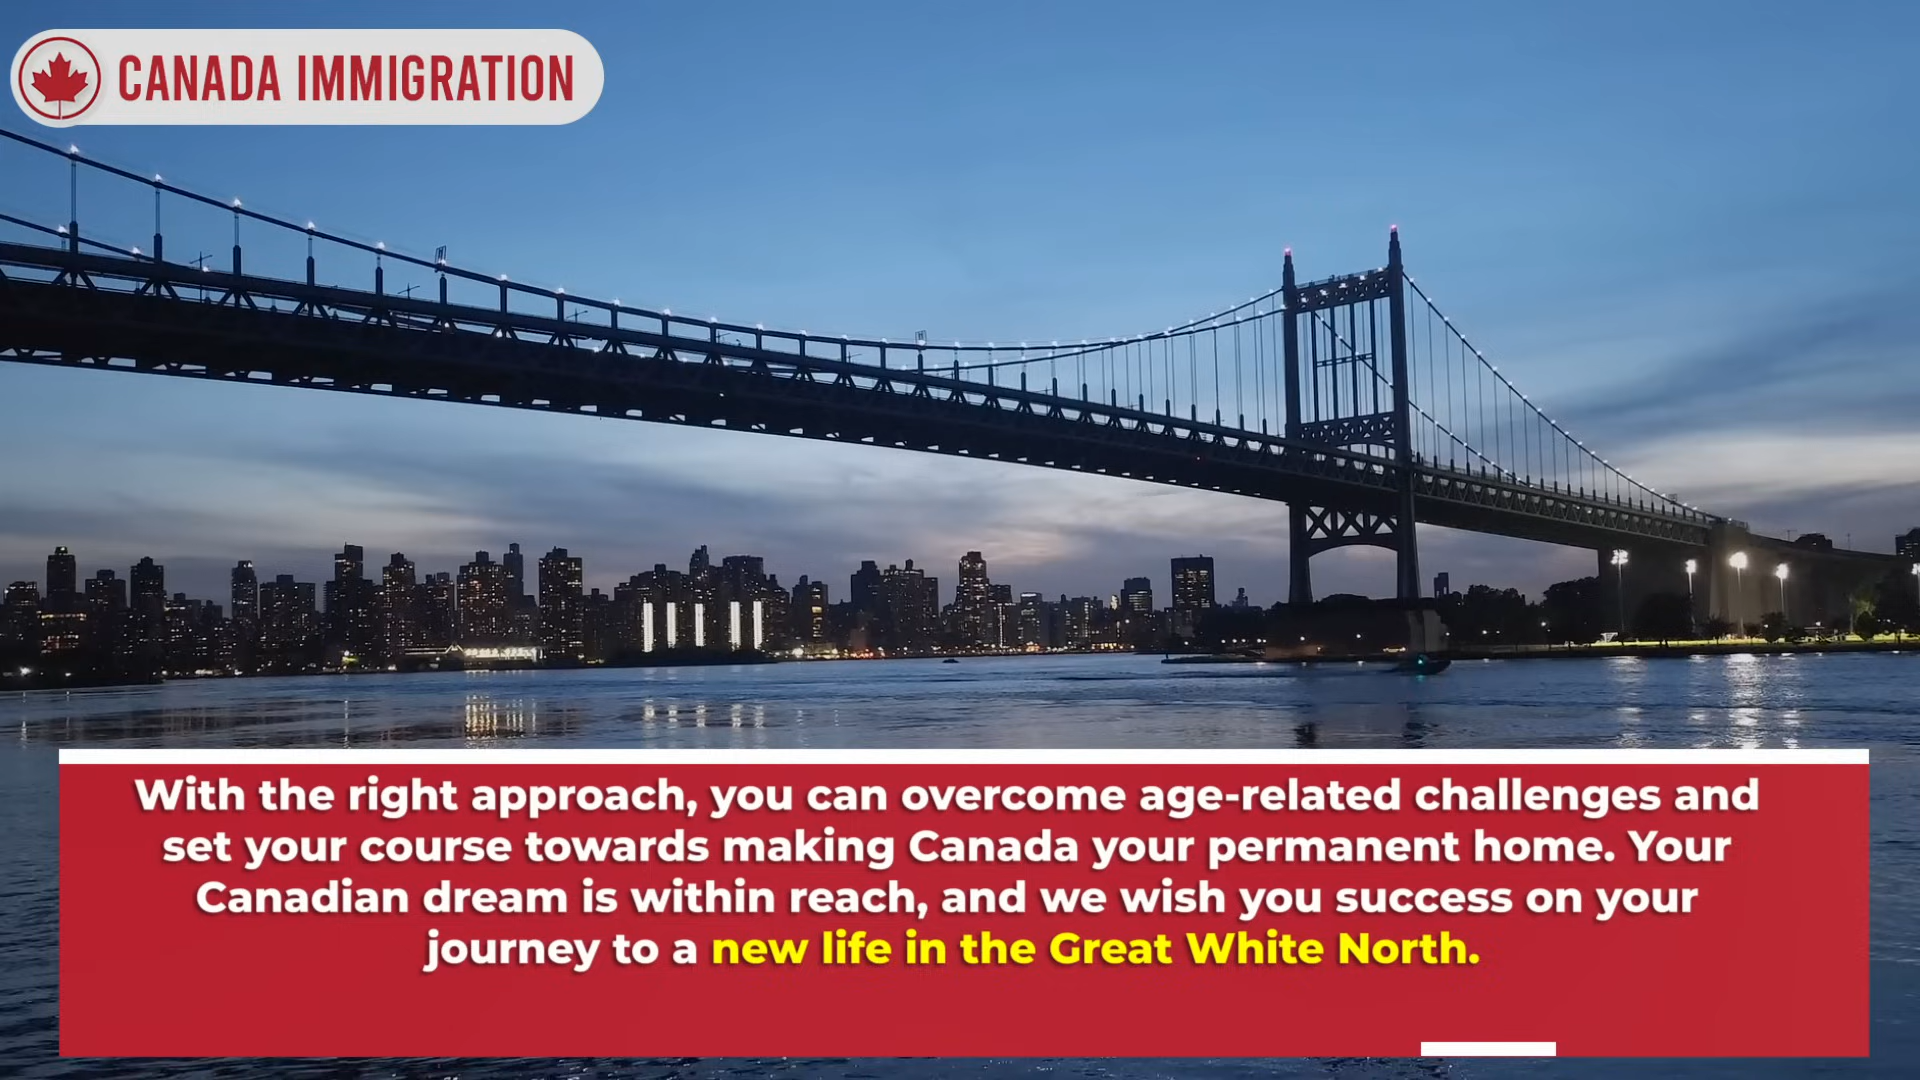 CANADA IMMIGRATION
With the right approach, you can overcome age-related challenges and
set your course towards making Canada your permanent home. Your
Canadian dream is within reach, and we wish you success on your
journey to a new life in the Great White North.